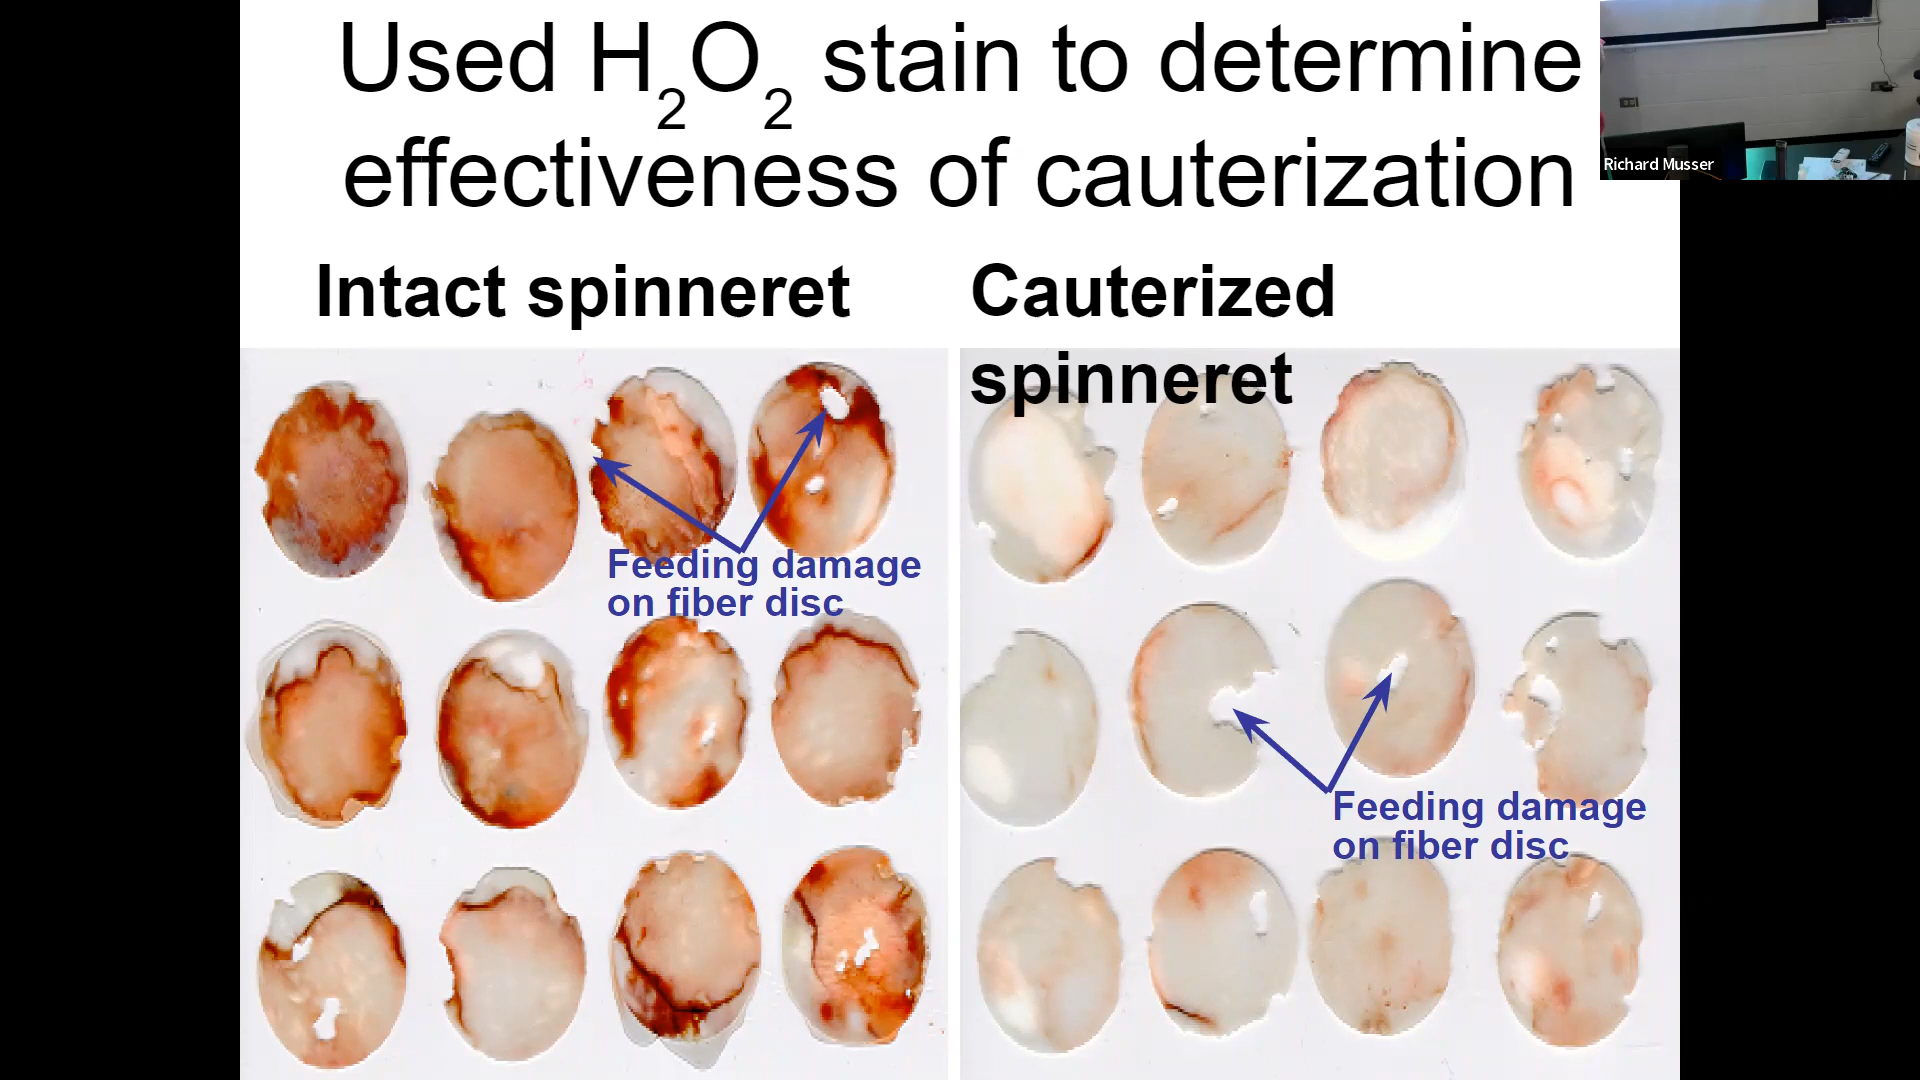 Used H₂O₂ stain to determine
effectiveness of cauterization
Richard Musser
Intact spinneret
Cauterized
spinneret
Feeding damage
on fiber disc
Feeding damage
on fiber disc